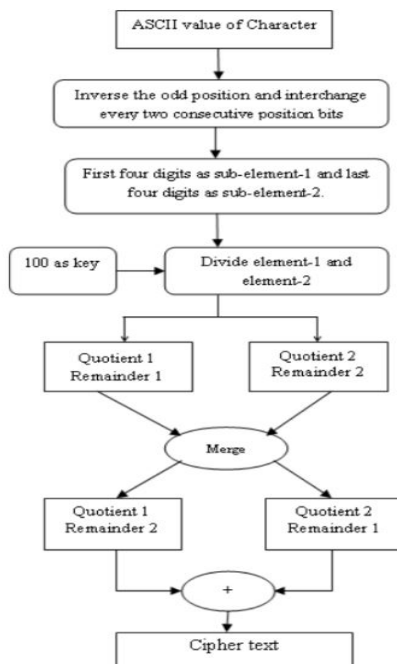 ASCII value of Character
Inverse the odd position and interchange
every two consecutive position bits
First four digits as sub-element-1 and last
four digits as sub-element-2.
100 as key
Divide element-1 and
element-2
Quotient 1
Remainder 1
Quotient 2
Remainder 2
Merge
Quotient 1
Remainder 2
Quotient 2
Remainder 1
+
Cipher text